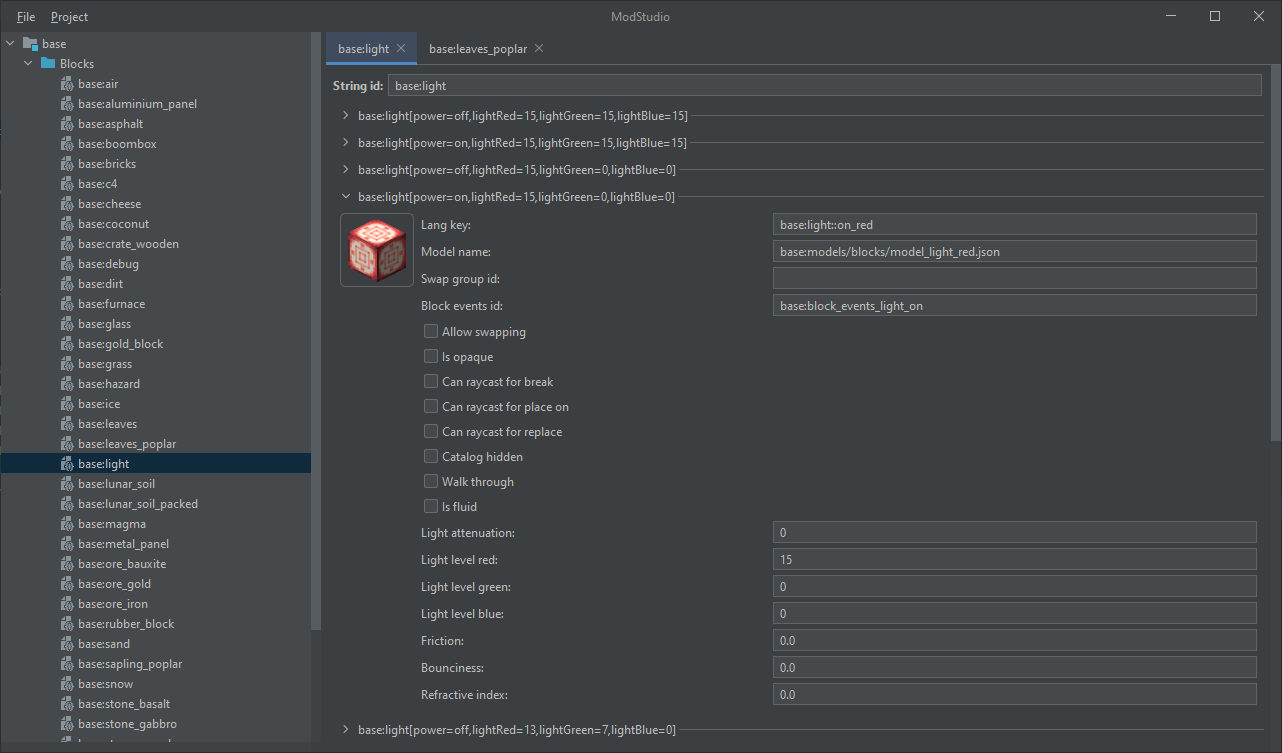 File Project ModStudio
base
Blocks
base:air
base:aluminium_panel
base:asphalt
base:boombox
base:bricks
base:c4
base:cheese
base:coconut
base:crate_wooden
base:debug
base:dirt
base:furnace
base:glass
base:gold_block
base:grass
base:hazard
base:ice
base:leaves
base:leaves_poplar
base:light
base:lunar_soil
base:lunar_soil_packed
base:magma
base:metal_panel
base:ore_bauxite
base:ore_gold
base:ore_iron
base:rubber_block
base:sand
base:sapling_poplar
base:snow
base:stone_basalt
base:stone_gabbro
base:light base:leaves_poplar
String id: base:light
base:light[power=off,lightRed=15,lightGreen=15,lightBlue=15]
base:light[power=on,lightRed=15,lightGreen=15,lightBlue=15]
base:light[power=off,lightRed=15,lightGreen=0,lightBlue=0]
base:light[power=on,lightRed=15,lightGreen=0,lightBlue=0]
Lang key: base:light::on_red
Model name: base:models/blocks/model_light_red.json
Swap group id:
Block events id: base:block_events_light_on
Allow swapping
Is opaque
Can raycast for break
Can raycast for place on
Can raycast for replace
Catalog hidden
Walk through
Is fluid
Light attenuation: 0
Light level red: 15
Light level green: 0
Light level blue: 0
Friction: 0.0
Bounciness: 0.0
Refractive index: 0.0
base:light[power=off,lightRed=13,lightGreen=7,lightBlue=0]